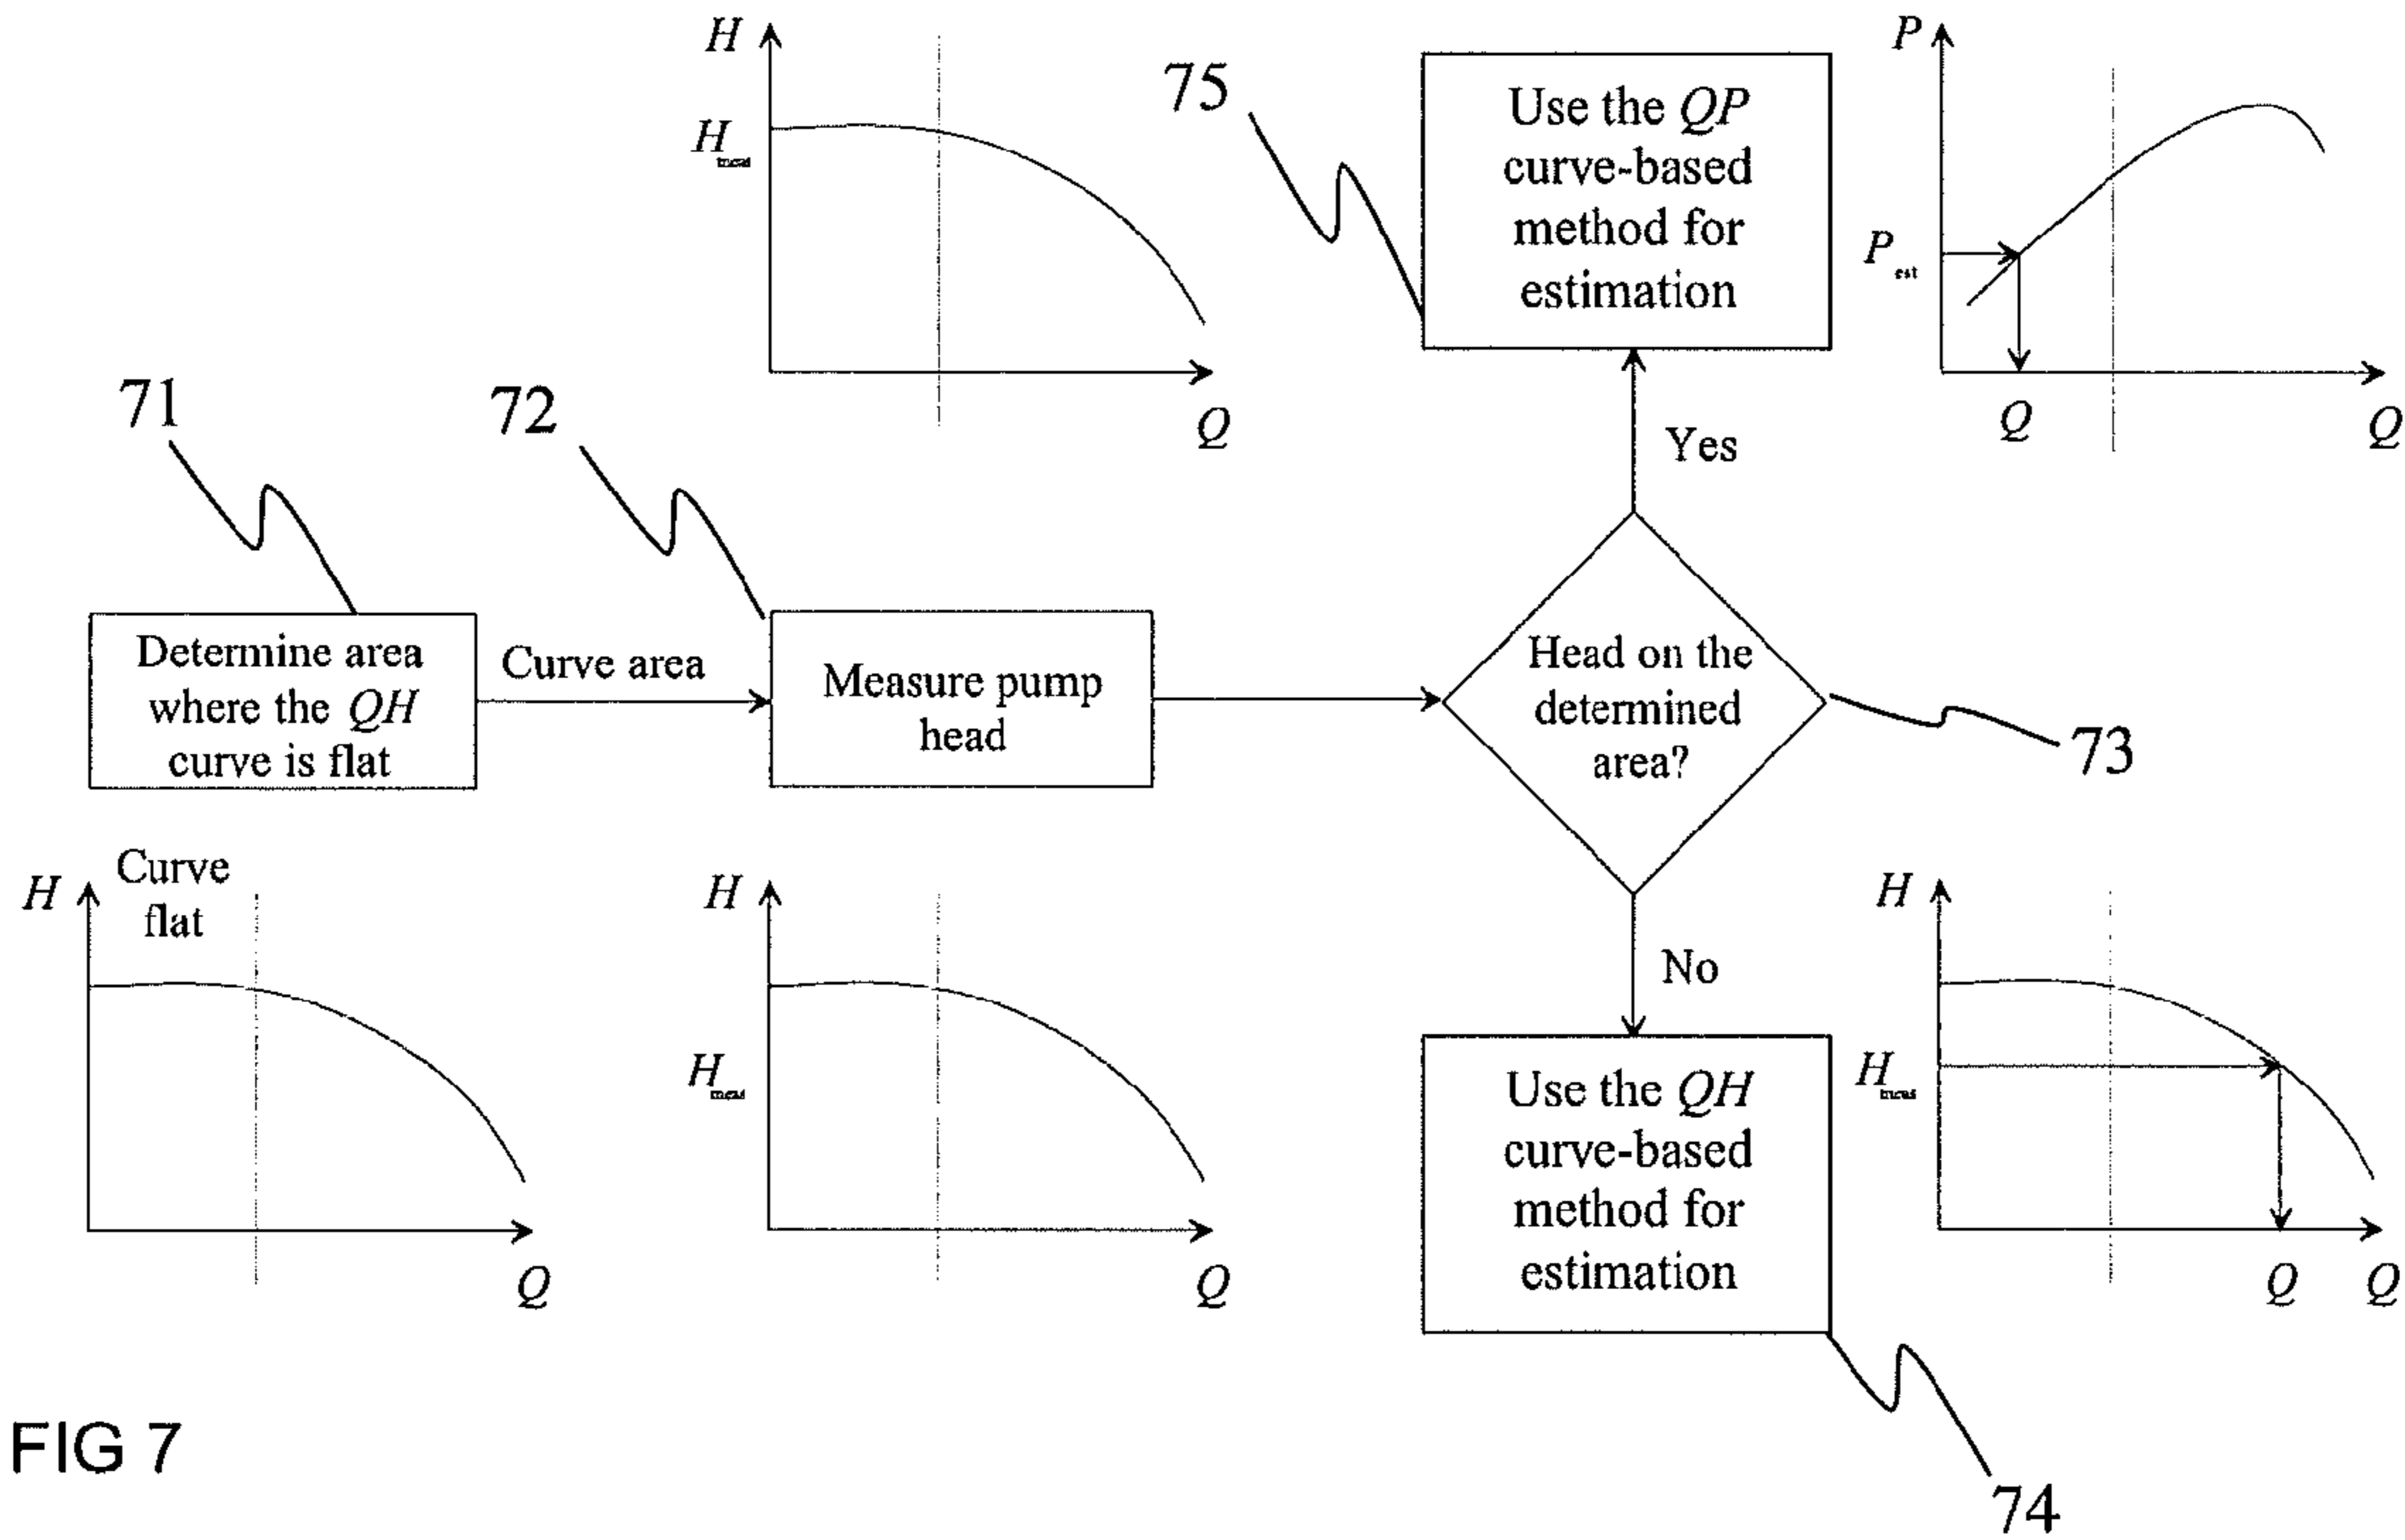 H
H meas
Q
75
Use the QP
curve-based
method for
estimation
P
P est
Q
Q
71
72
Yes
Determine area
where the QH
curve is flat
Curve area
Measure pump
head
Head on the
determined
area?
73
H
Curve
flat
Q
H
H meas
Q
No
Use the QH
curve-based
method for
estimation
H
H meas
Q
Q
74
FIG 7